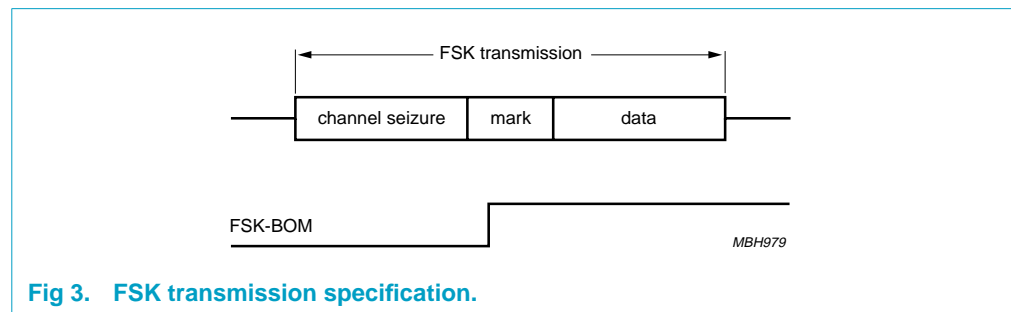 FSK transmission
channel seizure mark data
FSK-BOM
MBH979
Fig 3. FSK transmission specification.